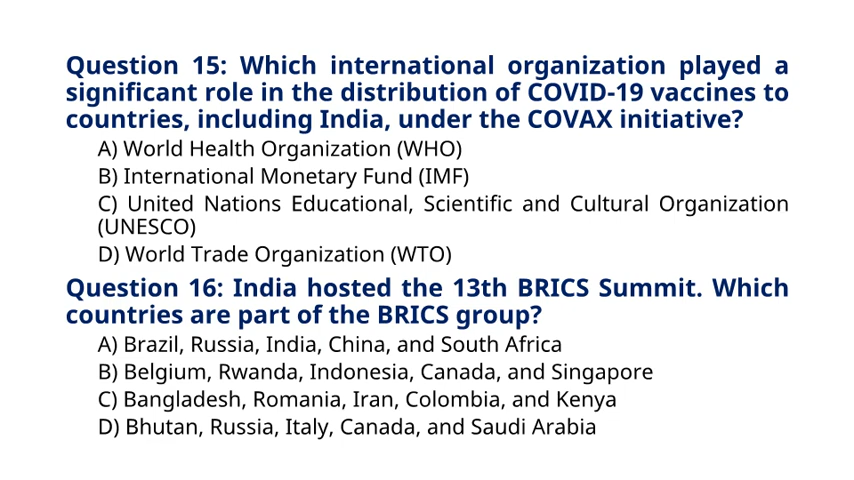 Question 15: Which international organization played a
significant role in the distribution of COVID-19 vaccines to
countries, including India, under the COVAX initiative?
A) World Health Organization (WHO)
B) International Monetary Fund (IMF)
C) United Nations Educational, Scientific and Cultural Organization
(UNESCO)
D) World Trade Organization (WTO)
Question 16: India hosted the 13th BRICS Summit. Which
countries are part of the BRICS group?
A) Brazil, Russia, India, China, and South Africa
B) Belgium, Rwanda, Indonesia, Canada, and Singapore
C) Bangladesh, Romania, Iran, Colombia, and Kenya
D) Bhutan, Russia, Italy, Canada, and Saudi Arabia